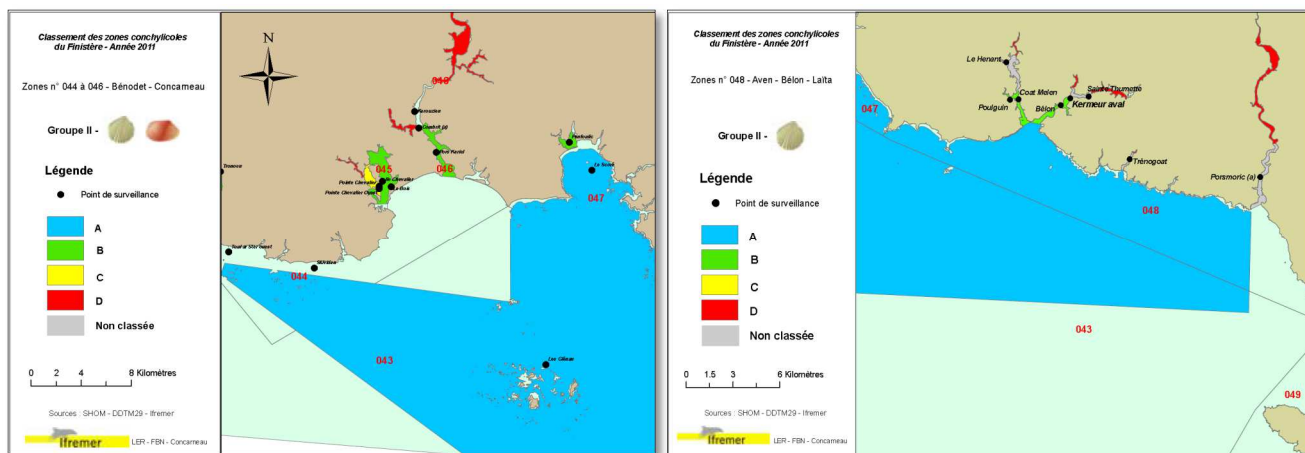 Classement des zones conchylicoles
du Finistère - Année 2011
Zones n° 044 à 046 - Bénodet - Concarneau
Groupe II -
Légende
Point de surveillance
A
B
C
D
Non classée
0 2 4 8 Kilomètres
Sources : SHOM - DDTM29 - Ifremer
Ifremer
LER - FBN - Concarneau
N
046
045
046
047
044
043
Pointe Chevalier
Classement des zones conchylicoles
du Finistère - Année 2011
Zones n° 048 - Aven - Bélon - Laïta
Groupe II-
Légende
Point de surveillance
A
B
C
D
Non classée
0 1.5 3 6 Kilomètres
Sources : SHOM - DDTM29 - Ifremer
Ifremer
LER - FBN - Concarneau
Le Henant
Coat Melen
Sainte Thumette
Poulguin
Bélon
Kermeur aval
047
Trénogoat
Porsmoric (a)
048
043
049